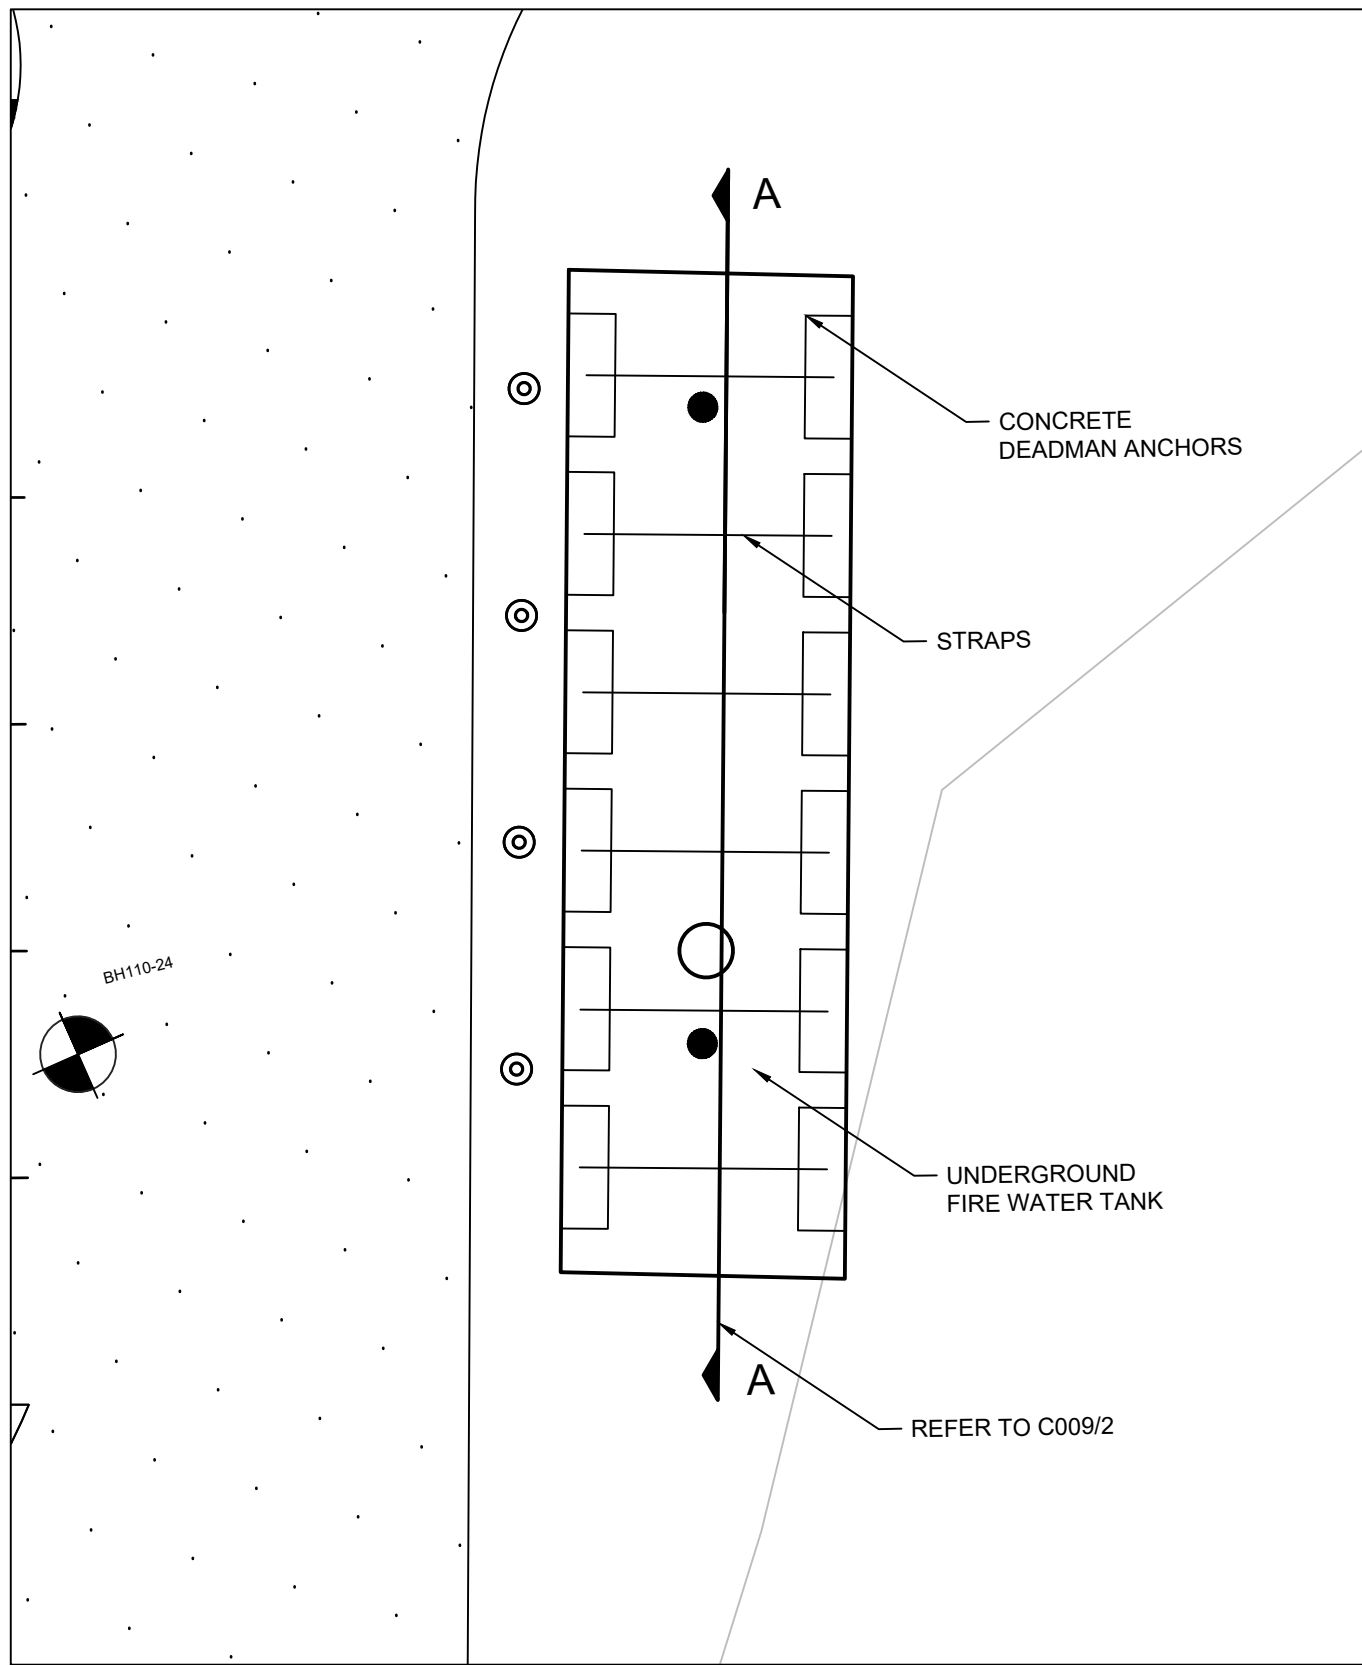 A
CONCRETE
DEADMAN ANCHORS
STRAPS
BH110-24
UNDERGROUND
FIRE WATER TANK
A
REFER TO C009/2